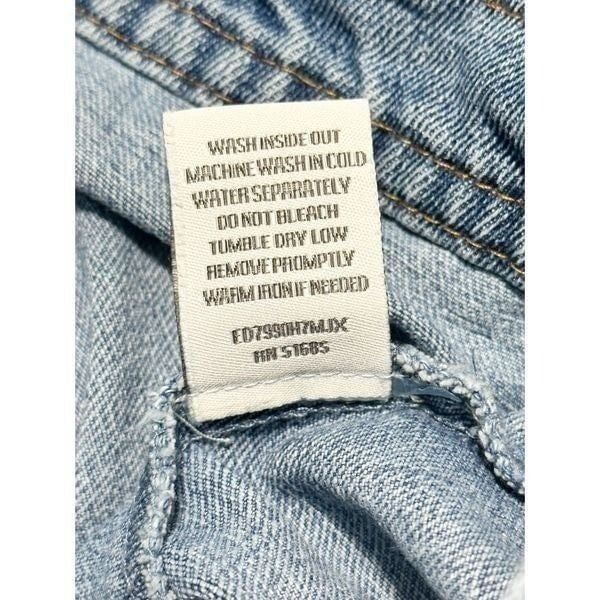 WASH INSIDE OUT
MACHINE WASH IN COLD
WATER SEPARATELY
DO NOT BLEACH
TUMBLE DRY LOW
REMOVE PROMPTLY
WARM IRON IF NEEDED
ED7990H7MJX
RN 51685